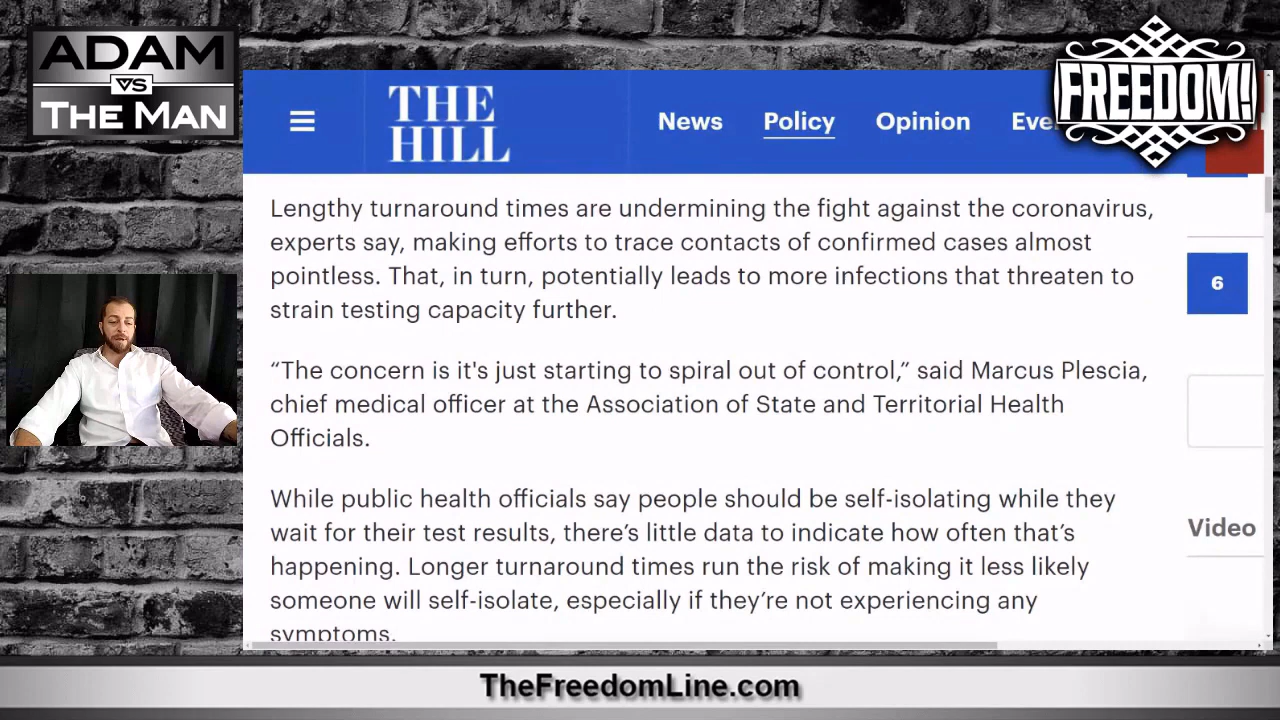 ADAM
VS
THE MAN
FREEDOM!
THE
HILL
News
Policy
Opinion
Lengthy turnaround times are undermining the fight against the coronavirus,
experts say, making efforts to trace contacts of confirmed cases almost
pointless. That, in turn, potentially leads to more infections that threaten to
strain testing capacity further.
“The concern is it's just starting to spiral out of control,” said Marcus Plescia,
chief medical officer at the Association of State and Territorial Health
Officials.
While public health officials say people should be self-isolating while they
wait for their test results, there’s little data to indicate how often that’s
happening. Longer turnaround times run the risk of making it less likely
someone will self-isolate, especially if they’re not experiencing any
symptoms.
6
Video
TheFreedomLine.com